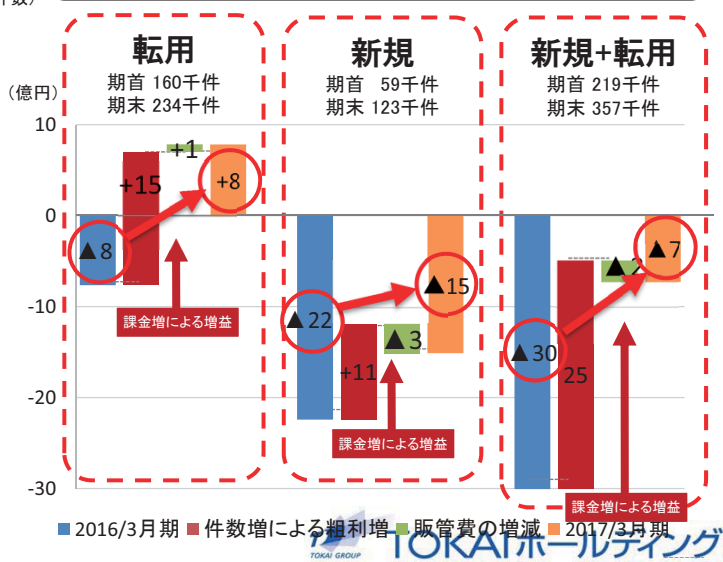 転用
期首 160千件
期末 234千件
新規
期首 59千件
期末 123千件
新規+転用
期首 219千件
期末 357千件
(億円)
10
0
-10
-20
-30
▲8
+15
+1
+8
課金増による増益
▲22
+11
▲3
▲15
課金増による増益
▲30
25
▲2
▲7
課金増による増益
2016/3月期 件数増による粗利増 販管費の増減 2017/3月期
TOKAI GROUP
TOKAIホールディング